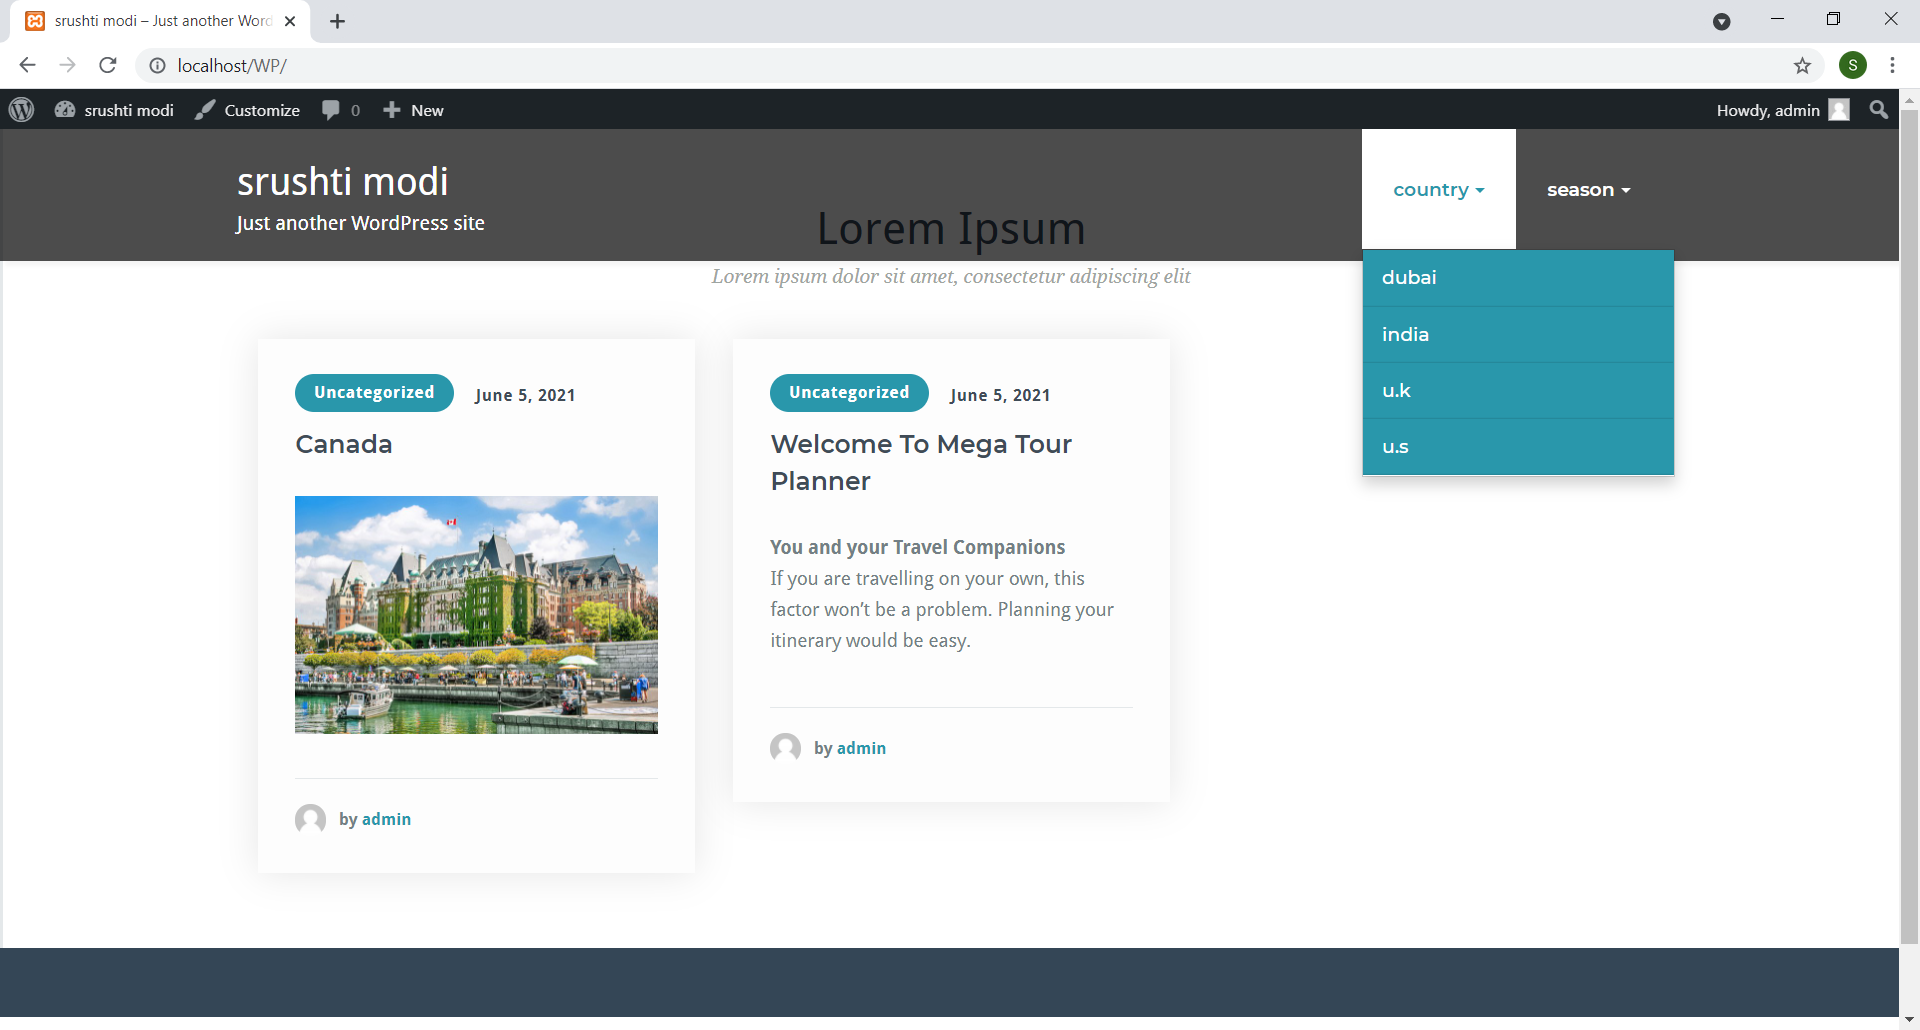 srushti modi – Just another Word
localhost/WP/
S
srushti modi
Customize
0
New
Howdy, admin
srushti modi
Just another WordPress site
country
season
Lorem Ipsum
Lorem ipsum dolor sit amet, consectetur adipiscing elit
dubai
india
u.k
u.s
Uncategorized
June 5, 2021
Canada
by admin
Uncategorized
June 5, 2021
Welcome To Mega Tour
Planner
You and your Travel Companions
If you are travelling on your own, this
factor won’t be a problem. Planning your
itinerary would be easy.
by admin